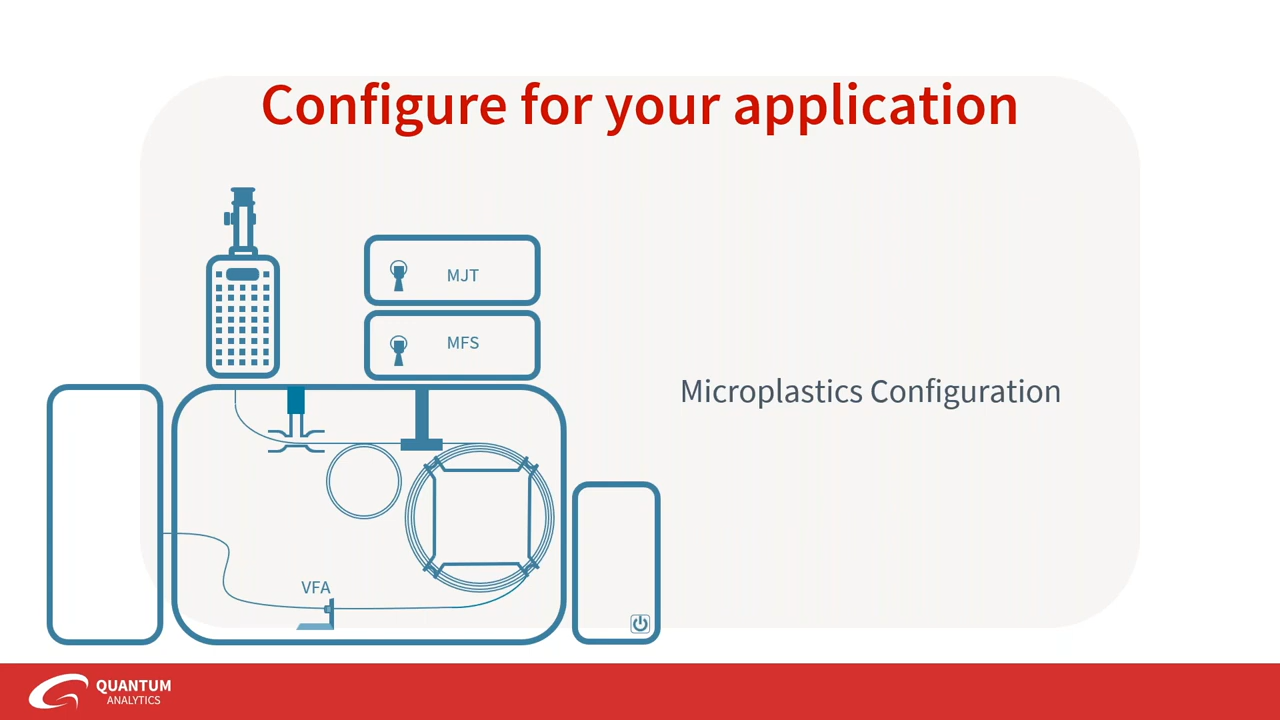 Configure for your application
MJT
MFS
Microplastics Configuration
VFA
QUANTUM
ANALYTICS